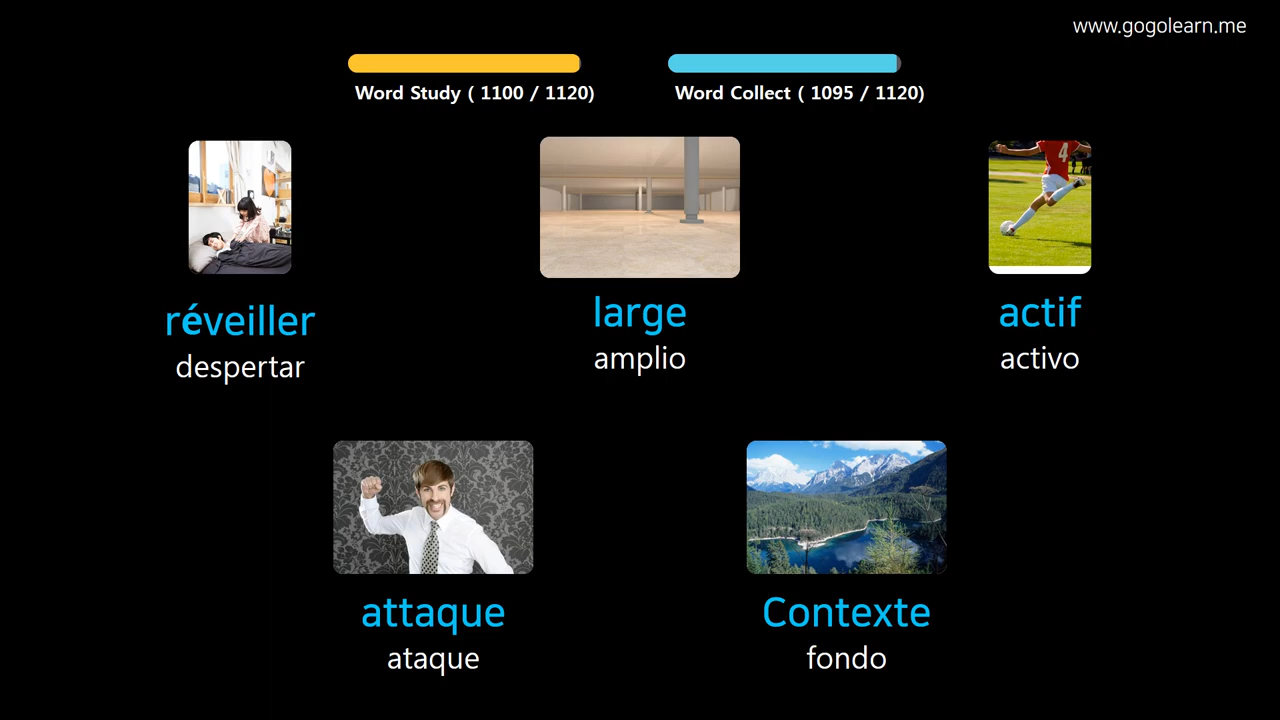 www.gogolearn.me
Word Study ( 1100 / 1120)
Word Collect ( 1095 / 1120)
4
réveiller
despertar
large
amplio
actif
activo
attaque
ataque
Contexte
fondo